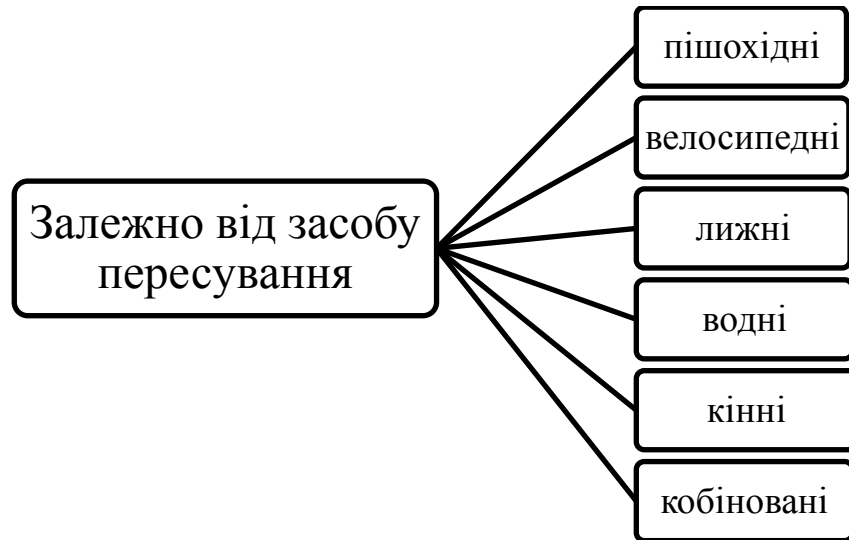 Залежно від засобу
пересування
пішохідні
велосипедні
лижні
водні
кінні
кобіновані